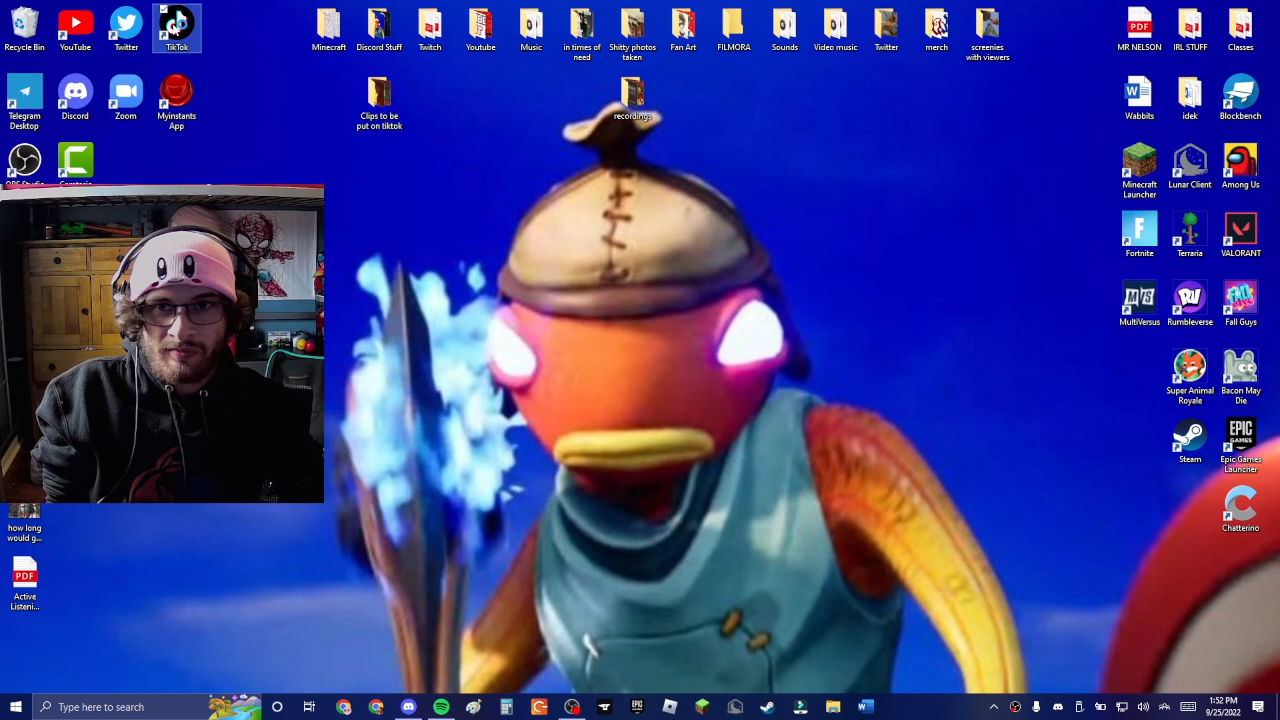 Recycle Bin
YouTube
Twitter
TikTok
Minecraft
Discord Stuff
Twitch
Youtube
Music
in times of
need
Shitty photos
taken
Fan Art
FILMORA
Sounds
Video music
Twitter
merch
screenies
with viewers
PDF
MR NELSON
IRL STUFF
Classes
Telegram
Desktop
Discord
Zoom
Myinstants
App
Clips to be
put on tiktok
recordings
Wabbits
idek
Blockbench
Minecraft
Launcher
Lunar Client
Among Us
Fortnite
Terraria
VALORANT
MultiVersus
Rumbleverse
Fall Guys
Super Animal
Royale
Bacon May
Die
Steam
EPIC
GAMES
Epic Games
Launcher
Chatterino
how long
would g...
PDF
Active
Listeni...
Type here to search
1:52 PM
9/25/2022